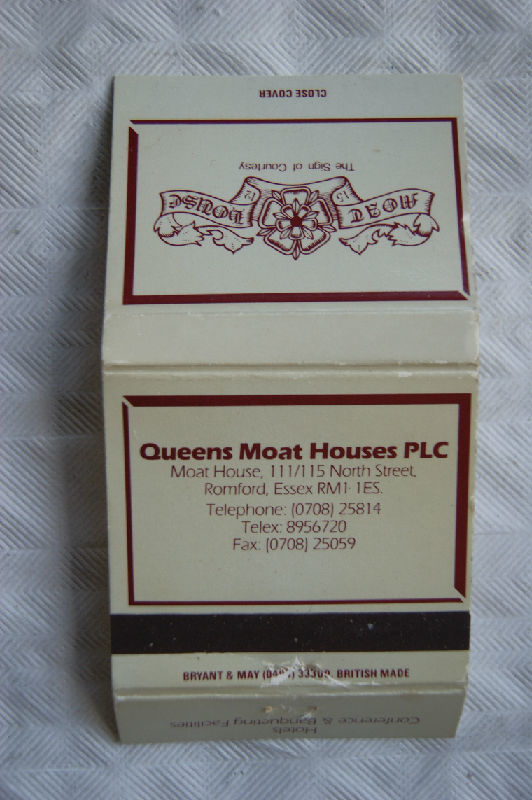 CLOSE COVER
The Sign of Courtesy
MOAT HOUSE
Queens Moat Houses PLC
Moat House, 111/115 North Street,
Romford, Essex RM1 1ES.
Telephone: (0708) 25814
Telex: 8956720
Fax: (0708) 25059
BRYANT & MAY 33300 BRITISH MADE
Hotels
Conference & Banqueting Facilities